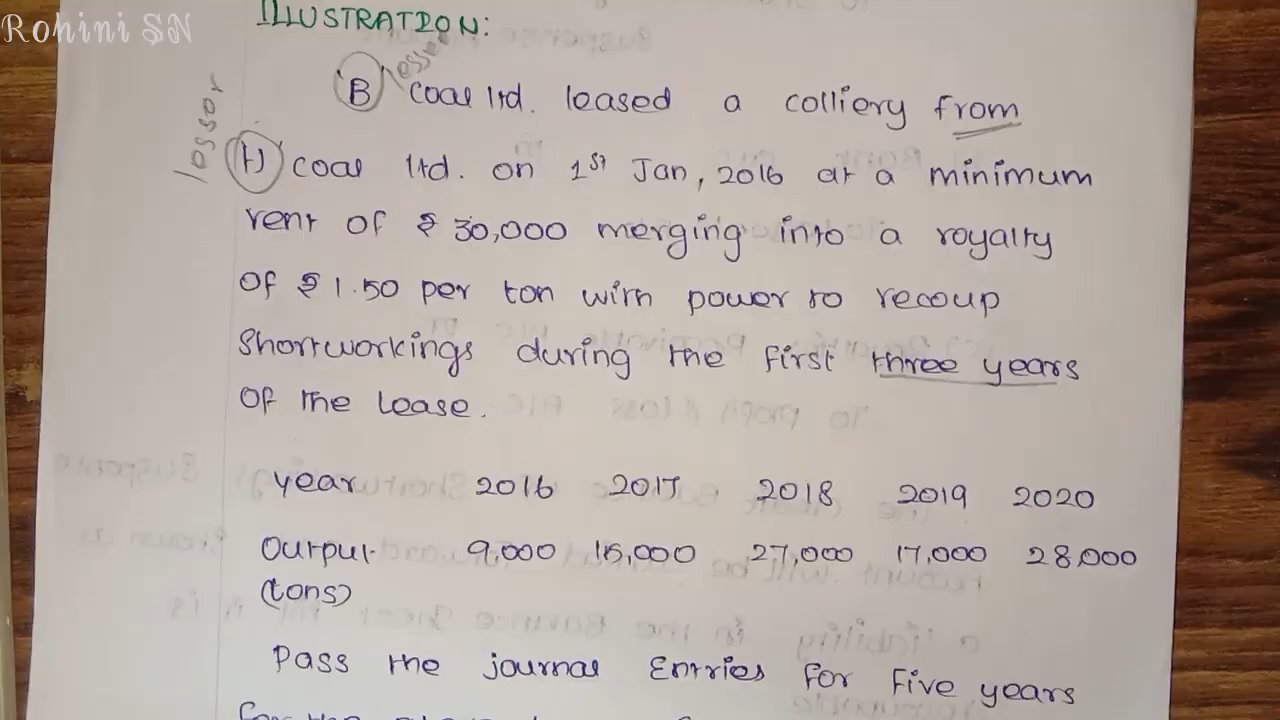 Rohini SN
ILLUSTRATION:
lessee
B coal ltd. leased a colliery from
lessor
H coal ltd. on 1st Jan, 2016 at a minimum
rent of ₹ 30,000 merging into a royalty
of ₹ 1.50 per ton with power to recoup
Shortworkings during the first three years
of the lease.
year 2016 2017 2018 2019 2020
Output 9,000 15,000 27,000 17,000 28,000
(tons)
Pass the journal Entries for Five years
for the